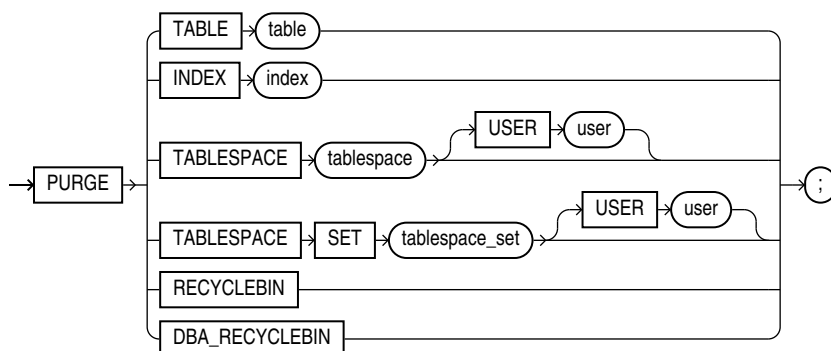 TABLE table
INDEX index
USER user
TABLESPACE tablespace
PURGE ;
USER user
TABLESPACE SET tablespace_set
RECYCLEBIN
DBA_RECYCLEBIN